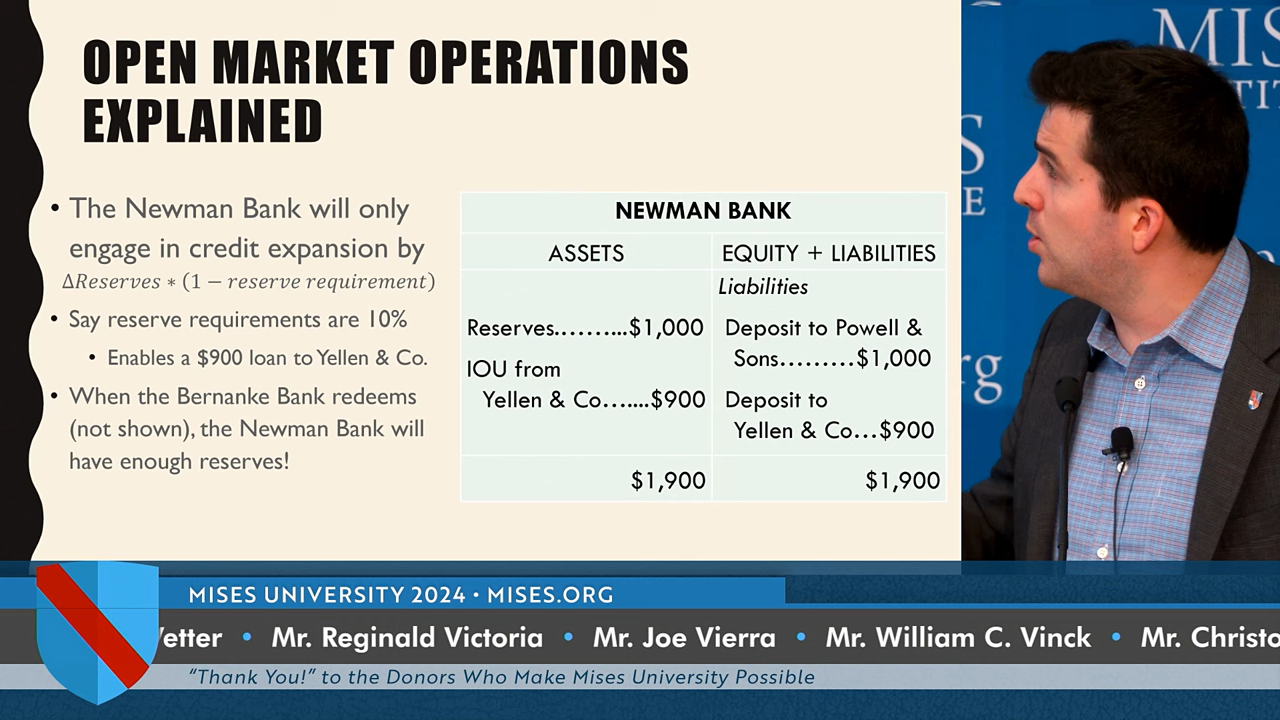 OPEN MARKET OPERATIONS
EXPLAINED
• The Newman Bank will only
engage in credit expansion by
ΔReserves ∗ (1 − reserve requirement)
• Say reserve requirements are 10%
• Enables a $900 loan to Yellen & Co.
• When the Bernanke Bank redeems
(not shown), the Newman Bank will
have enough reserves!
NEWMAN BANK
ASSETS
EQUITY + LIABILITIES
Liabilities
Reserves.……...$1,000
Deposit to Powell &
Sons………$1,000
IOU from
Yellen & Co…....$900
Deposit to
Yellen & Co…$900
$1,900
$1,900
MIS
TIT
S
E
rg
MISES UNIVERSITY 2024 • MISES.ORG
Vetter • Mr. Reginald Victoria • Mr. Joe Vierra • Mr. William C. Vinck • Mr. Christo
“Thank You!” to the Donors Who Make Mises University Possible